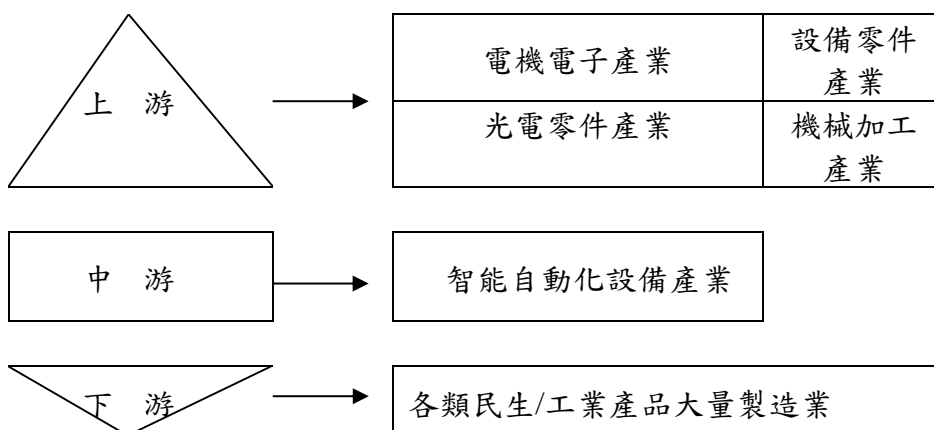 上 游
電機電子產業
設備零件
產業
光電零件產業
機械加工
產業
中 游
智能自動化設備產業
下 游
各類民生/工業產品大量製造業